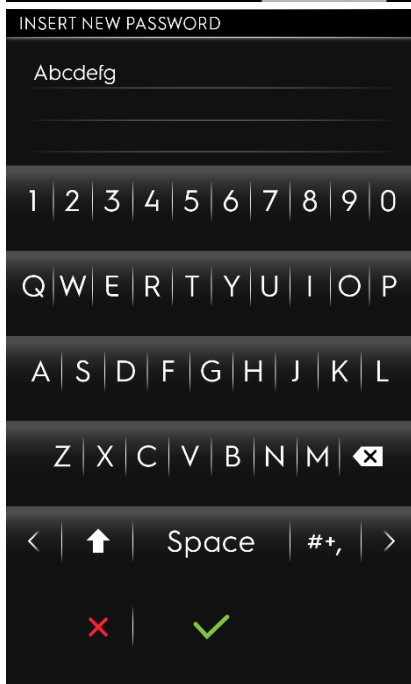 INSERT NEW PASSWORD
Abcdefg
1 2 3 4 5 6 7 8 9 0
Q W E R T Y U I O P
A S D F G H J K L
Z X C V B N M
< Space #+, >